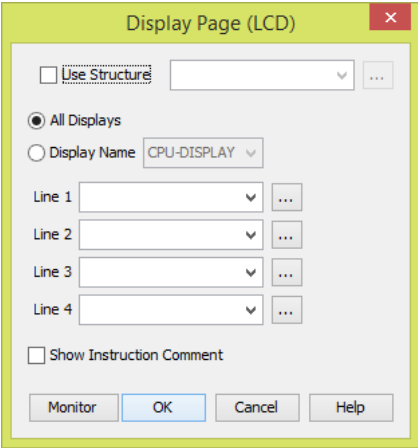 Display Page (LCD)
Use Structure
...
All Displays
Display Name CPU-DISPLAY
Line 1 ...
Line 2 ...
Line 3 ...
Line 4 ...
Show Instruction Comment
Monitor OK Cancel Help